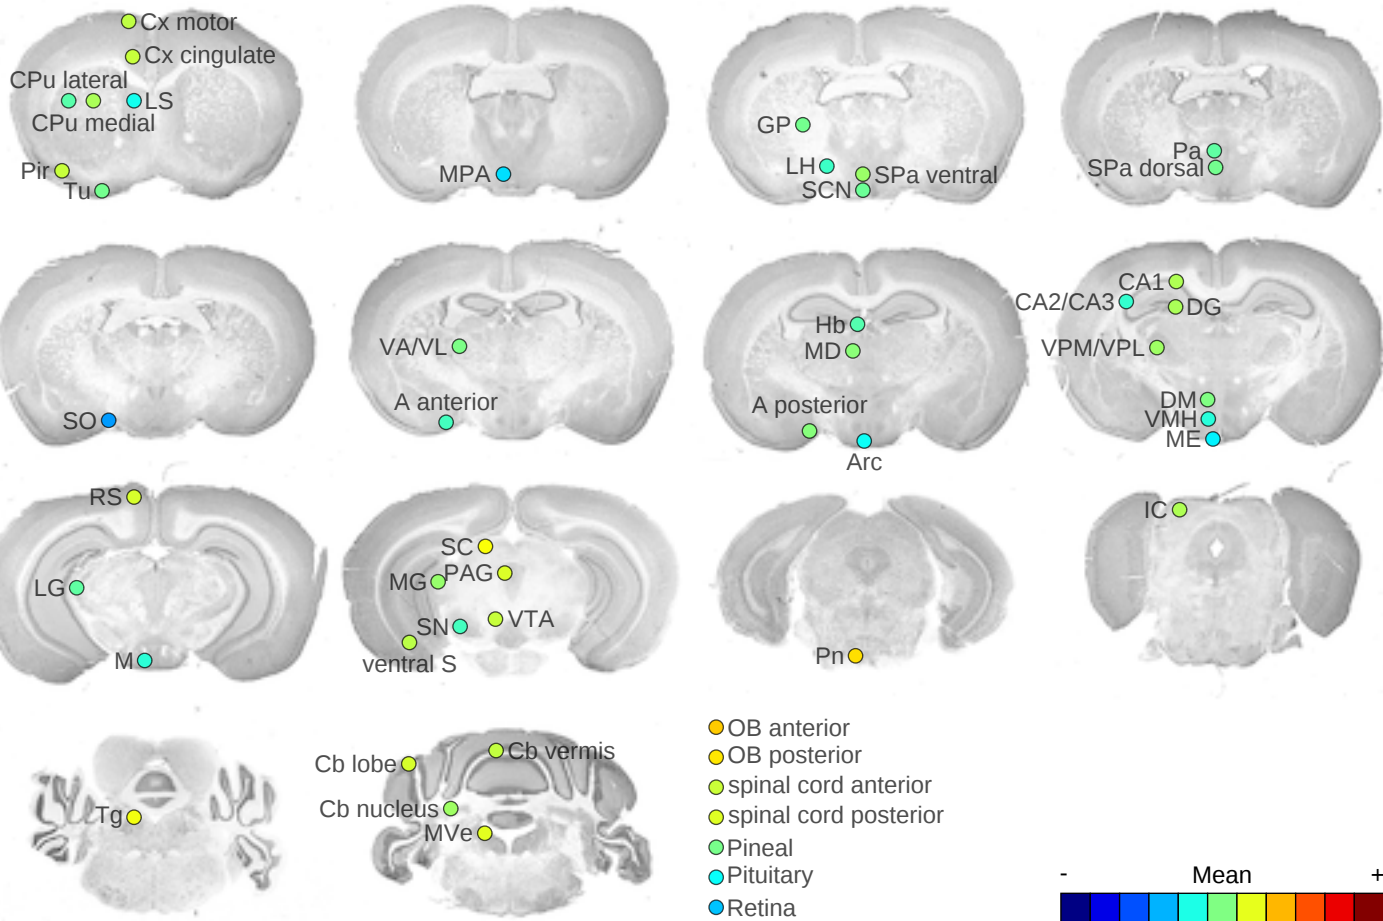 Cx motor
Cx cingulate
CPu lateral
LS
CPu medial
Pir
Tu
MPA
GP
LH
SPa ventral
SCN
Pa
SPa dorsal
SO
VA/VL
A anterior
Hb
MD
A posterior
Arc
CA1
CA2/CA3
DG
VPM/VPL
DM
VMH
ME
RS
LG
M
SC
PAG
MG
VTA
SN
ventral S
Pn
IC
Tg
Cb lobe
Cb vermis
Cb nucleus
MVe
OB anterior
OB posterior
spinal cord anterior
spinal cord posterior
Pineal
Pituitary
Retina
- Mean +